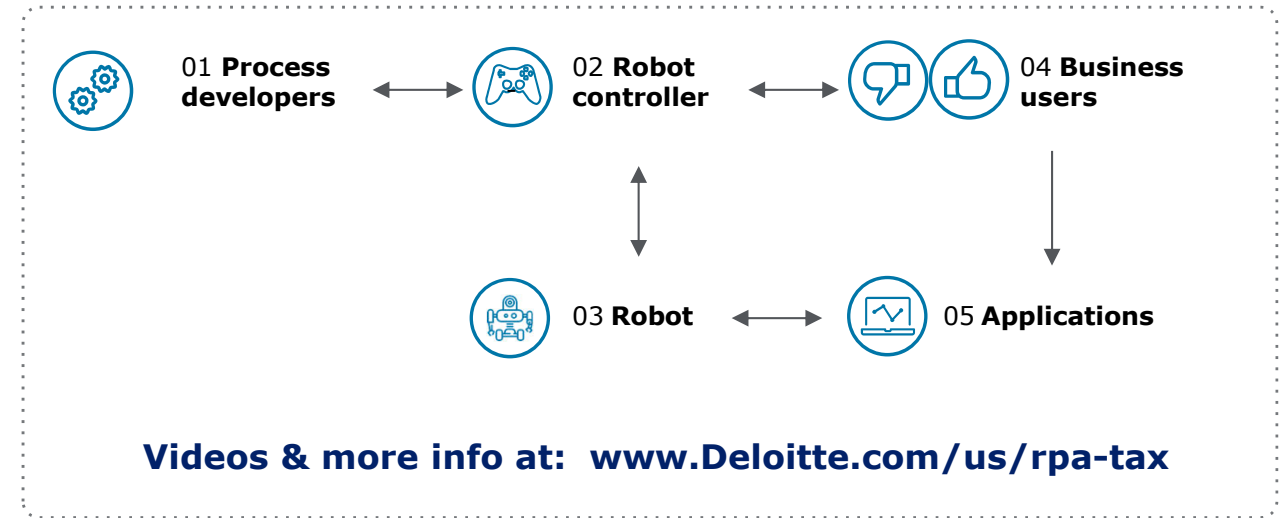 01 Process
developers
02 Robot
controller
04 Business
users
03 Robot
05 Applications
Videos & more info at: www.Deloitte.com/us/rpa-tax